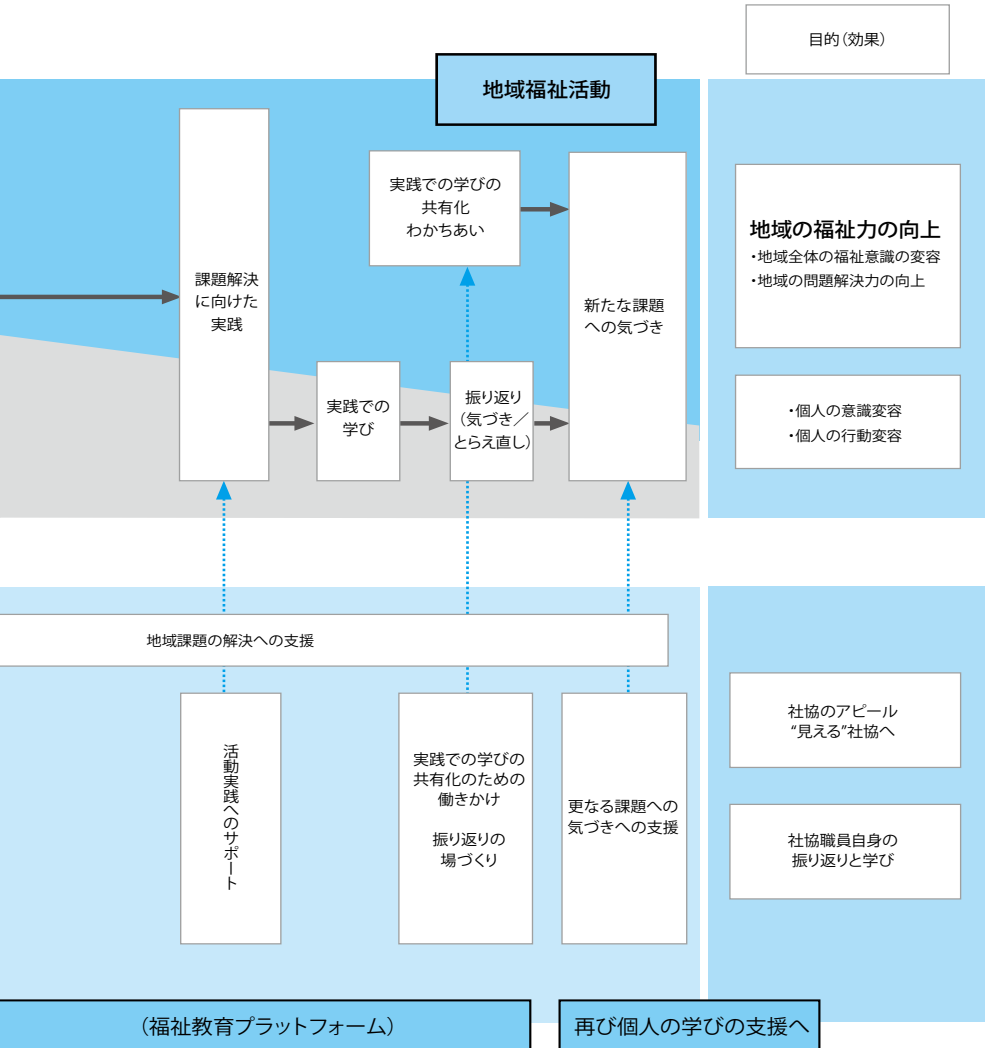 目的（効果）
地域福祉活動
実践での学びの
共有化
わかちあい
課題解決
に向けた
実践
新たな課題
への気づき
実践での
学び
振り返り
（気づき／
とらえ直し）
地域の福祉力の向上
・地域全体の福祉意識の変容
・地域の問題解決力の向上
・個人の意識変容
・個人の行動変容
地域課題の解決への支援
活動実践へのサポート
実践での学びの
共有化のための
働きかけ
振り返りの
場づくり
更なる課題への
気づきへの支援
社協のアピール
“見える”社協へ
社協職員自身の
振り返りと学び
（福祉教育プラットフォーム）
再び個人の学びの支援へ